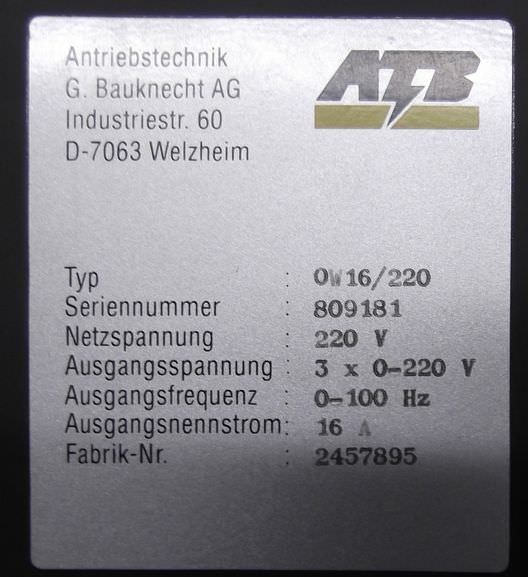 Antriebstechnik
G. Bauknecht AG
Industriestr. 60
D-7063 Welzheim
ATB
Typ : OW16/220
Seriennummer : 809181
Netzspannung : 220 V
Ausgangsspannung : 3 x 0-220 V
Ausgangsfrequenz : 0-100 Hz
Ausgangsnennstrom : 16 A
Fabrik-Nr. : 2457895